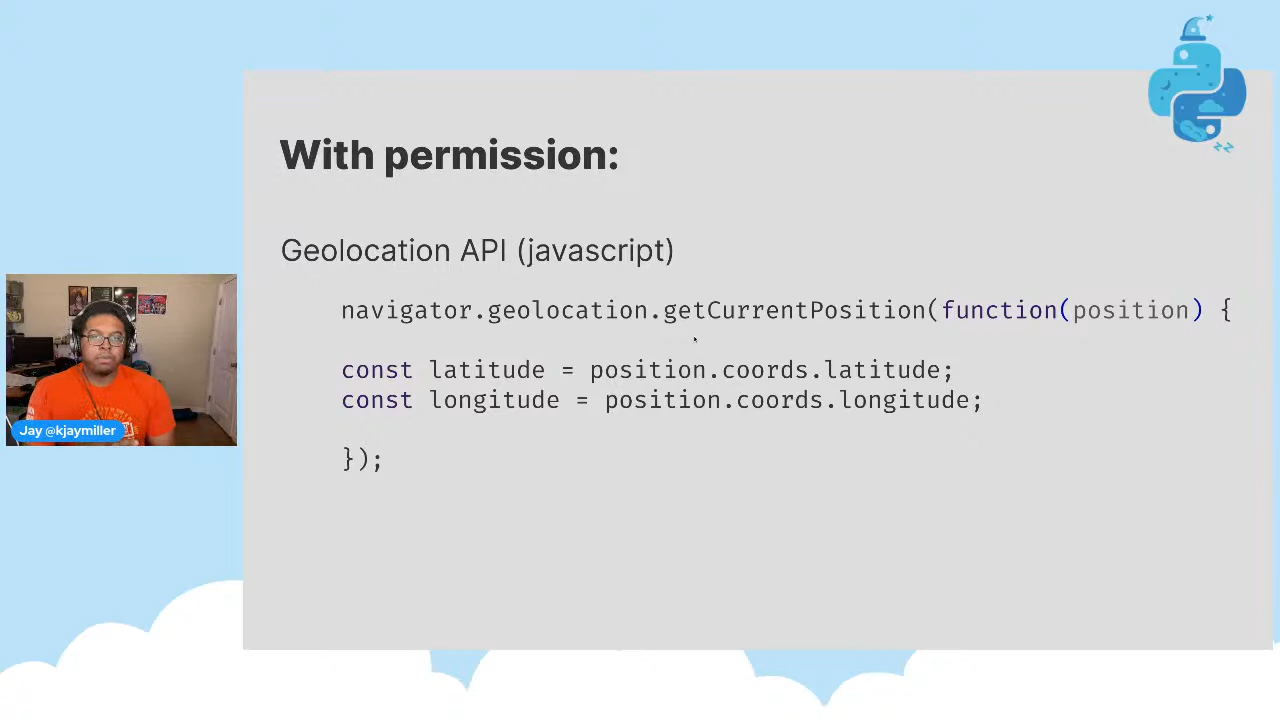 With permission:
Geolocation API (javascript)
navigator.geolocation.getCurrentPosition(function(position) {
const latitude = position.coords.latitude;
const longitude = position.coords.longitude;
});
Jay @kjaymiller
zz